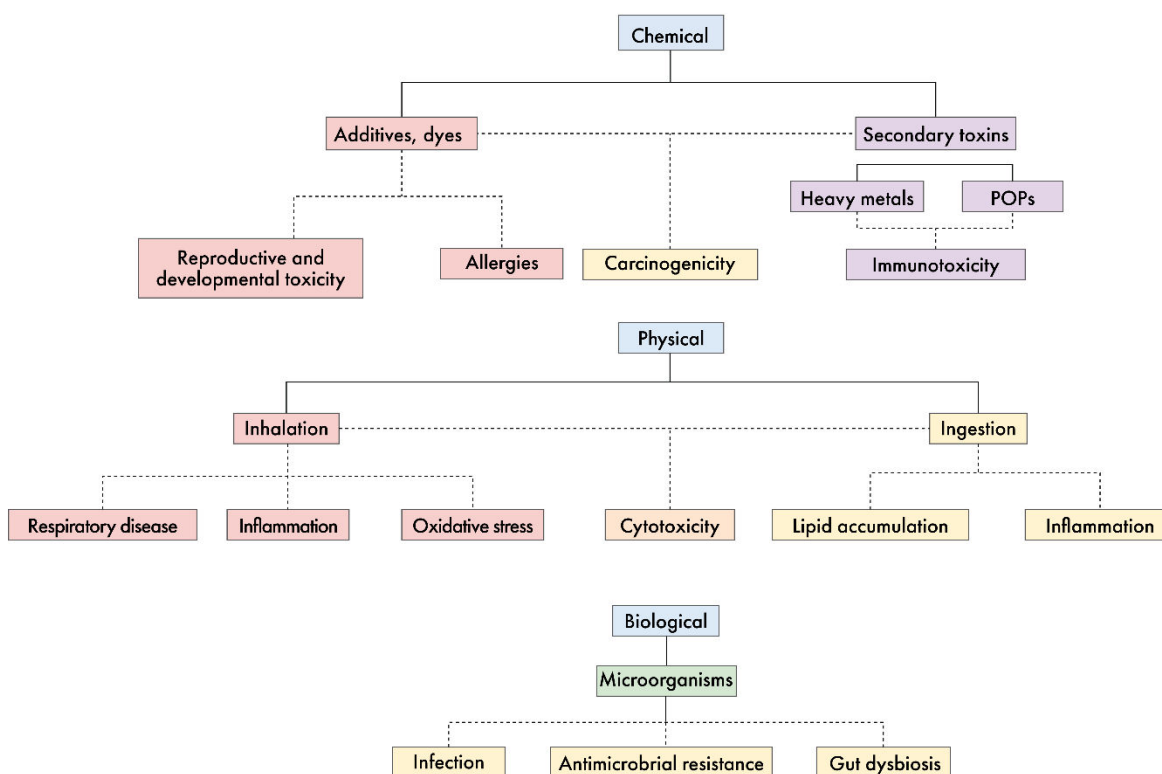 Chemical
Additives, dyes
Secondary toxins
Heavy metals
POPs
Reproductive and
developmental toxicity
Allergies
Carcinogenicity
Immunotoxicity
Physical
Inhalation
Ingestion
Respiratory disease
Inflammation
Oxidative stress
Cytotoxicity
Lipid accumulation
Inflammation
Biological
Microorganisms
Infection
Antimicrobrial resistance
Gut dysbiosis